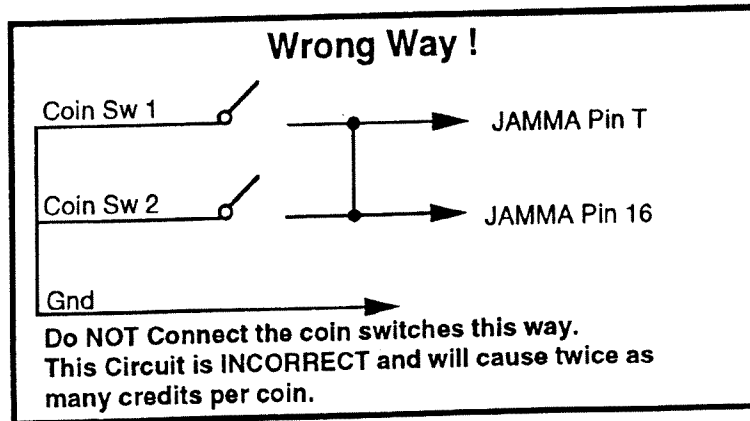 Wrong Way !
Coin Sw 1
JAMMA Pin T
Coin Sw 2
JAMMA Pin 16
Gnd
Do NOT Connect the coin switches this way.
This Circuit is INCORRECT and will cause twice as
many credits per coin.